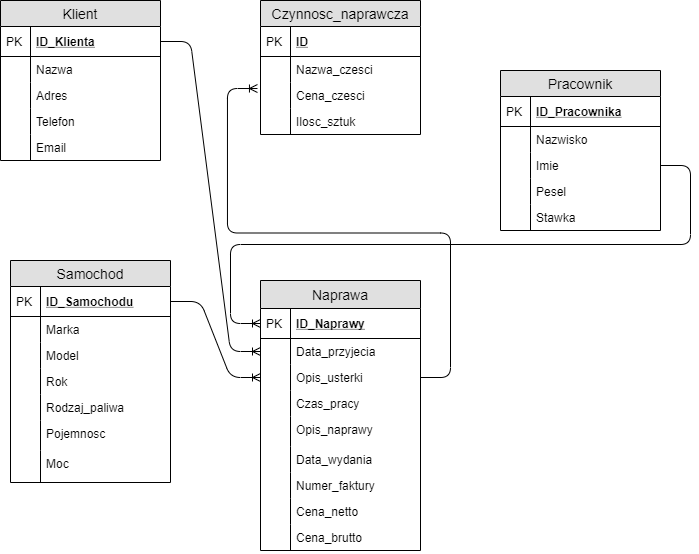 Klient
PK ID_Klienta
Nazwa
Adres
Telefon
Email
Czynnosc_naprawcza
PK ID
Nazwa_czesci
Cena_czesci
Ilosc_sztuk
Pracownik
PK ID_Pracownika
Nazwisko
Imie
Pesel
Stawka
Samochod
PK ID_Samochodu
Marka
Model
Rok
Rodzaj_paliwa
Pojemnosc
Moc
Naprawa
PK ID_Naprawy
Data_przyjecia
Opis_usterki
Czas_pracy
Opis_naprawy
Data_wydania
Numer_faktury
Cena_netto
Cena_brutto